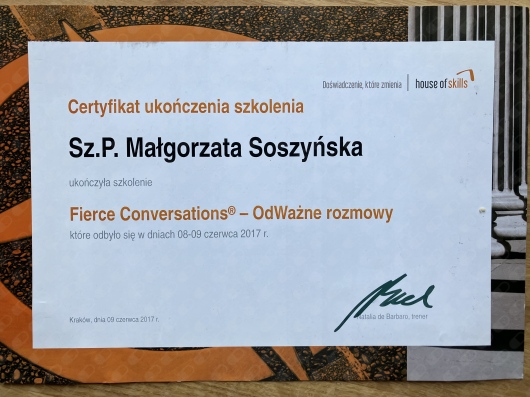 Doświadczenie, które zmienia | house of skills
Certyfikat ukończenia szkolenia
Sz.P. Małgorzata Soszyńska
ukończyła szkolenie
Fierce Conversations® – OdWażne rozmowy
które odbyło się w dniach 08-09 czerwca 2017 r.
Kraków, dnia 09 czerwca 2017 r.
Natalia de Barbaro, trener